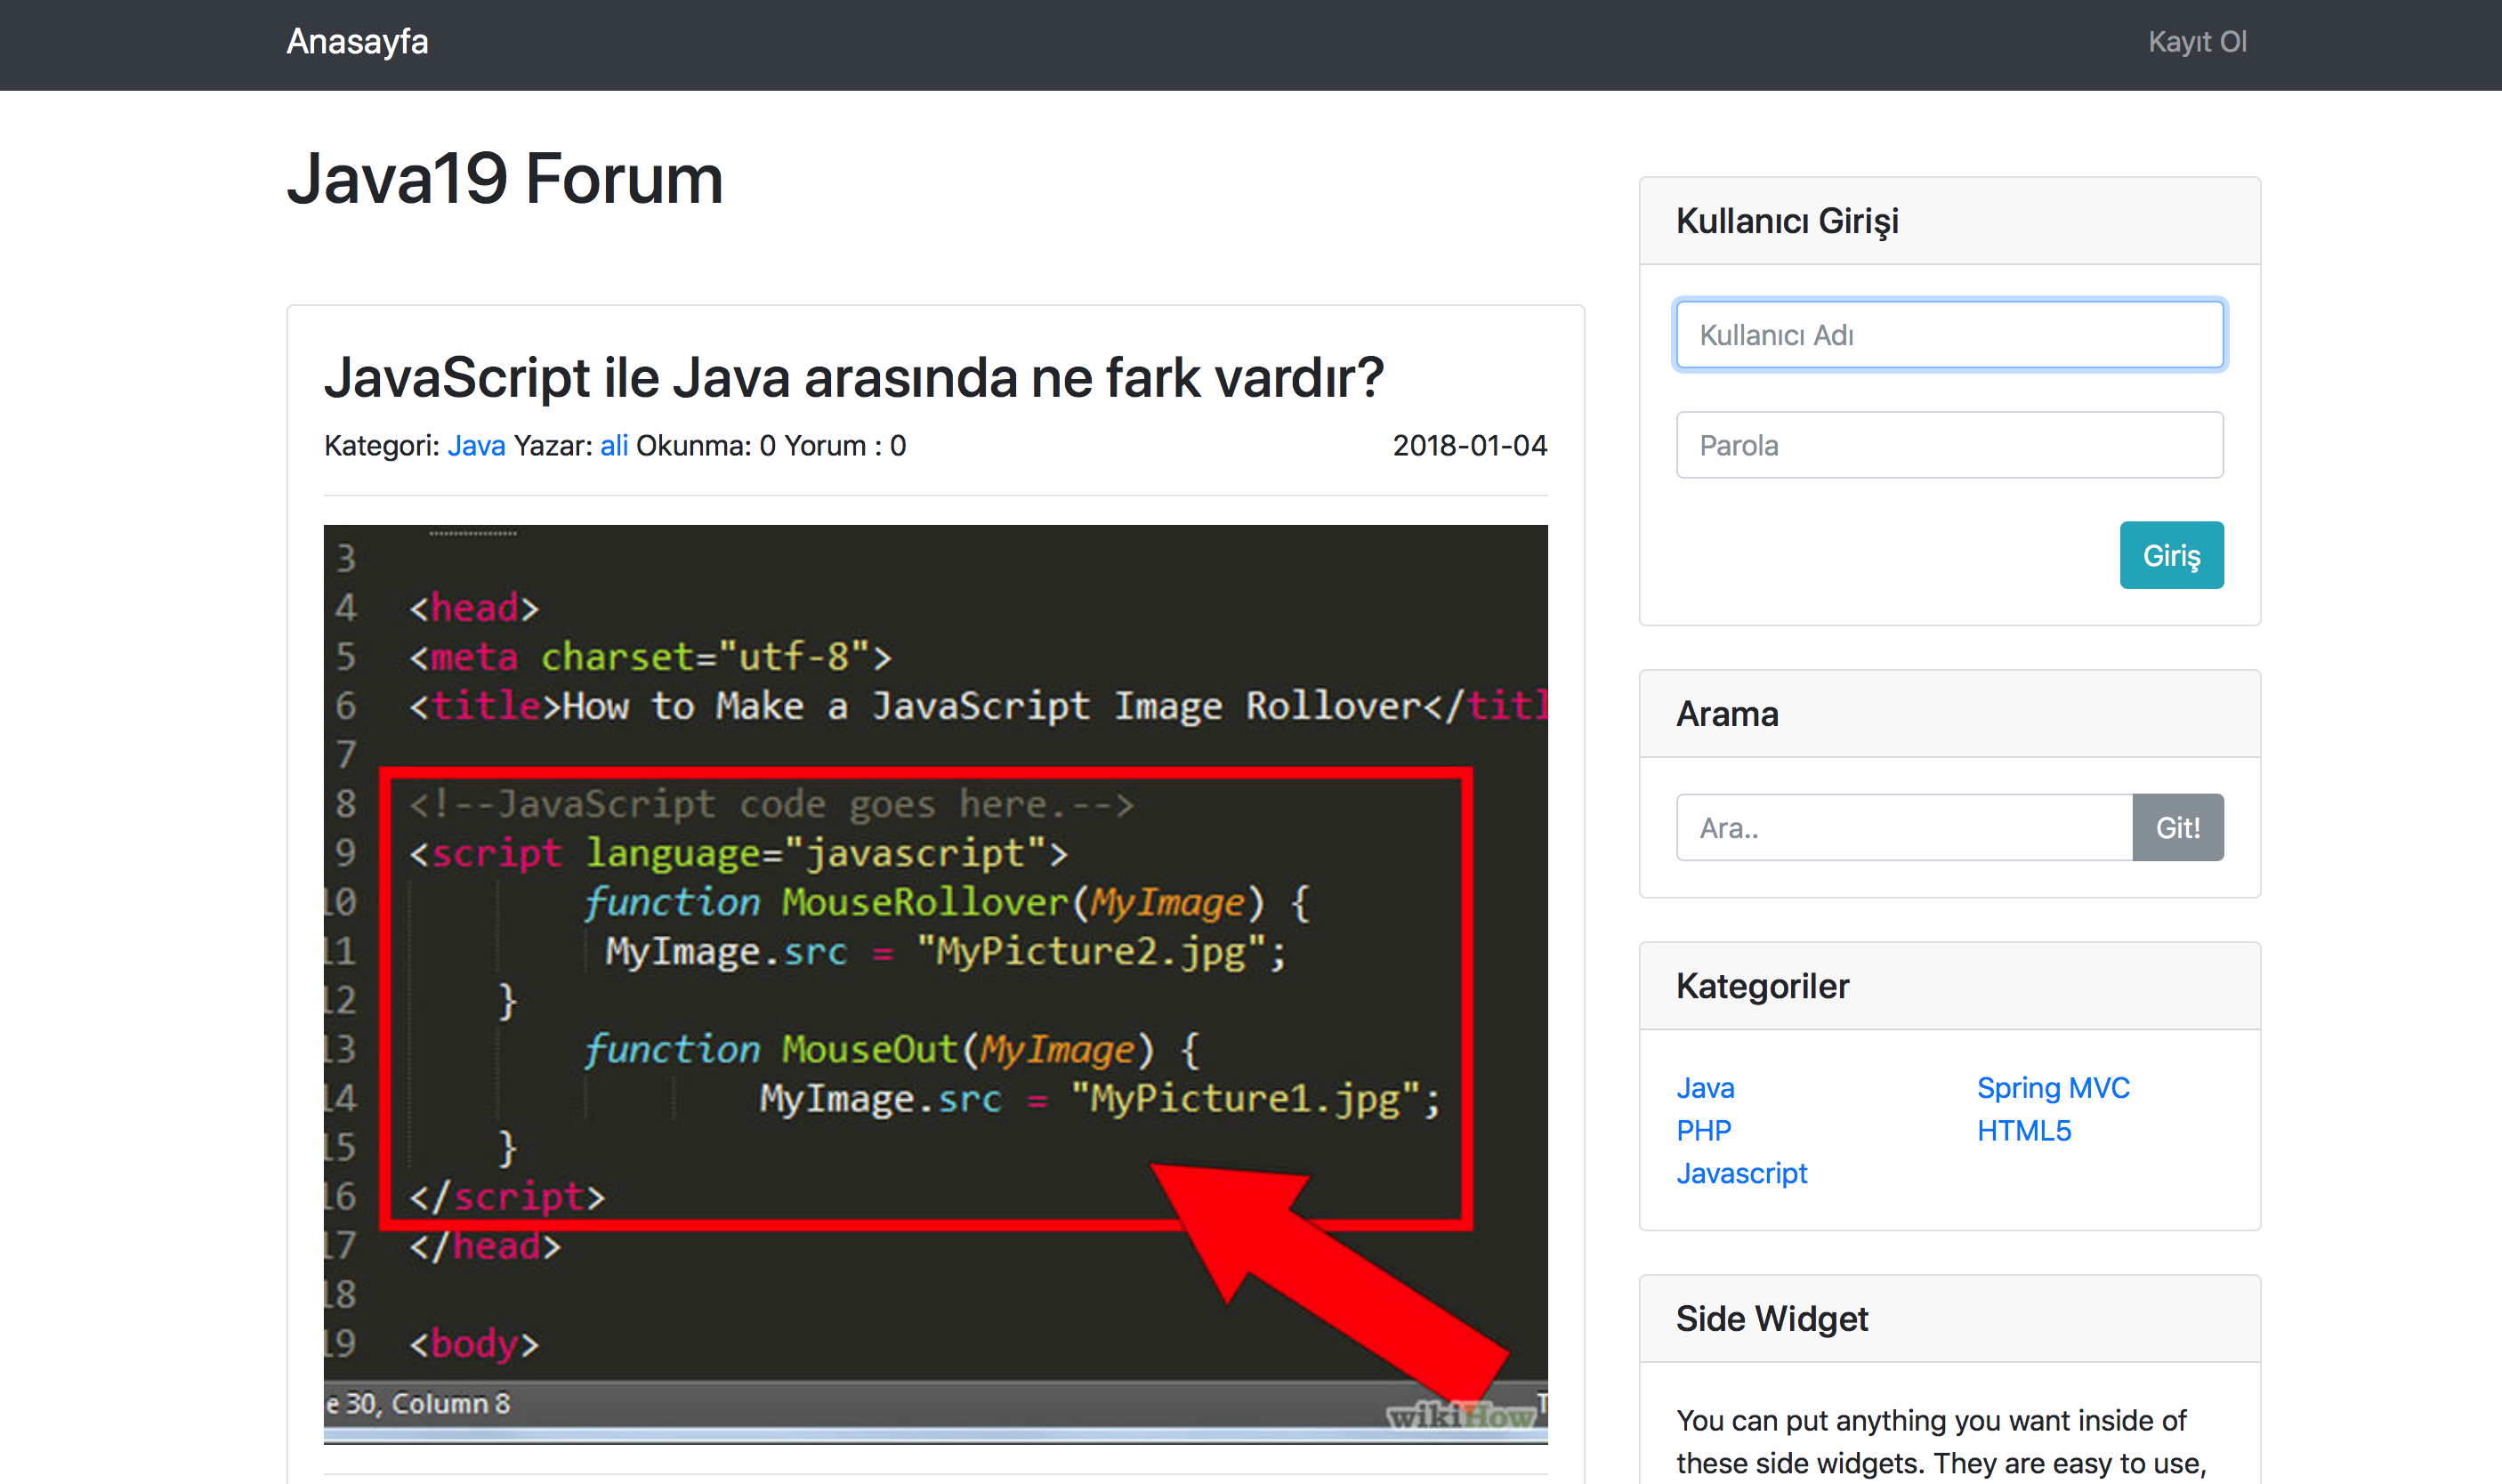 Anasayfa
Kayıt Ol
Java19 Forum
JavaScript ile Java arasında ne fark vardır?
Kategori: Java Yazar: ali Okunma: 0 Yorum : 0
2018-01-04
3
4 <head>
5 <meta charset="utf-8">
6 <title>How to Make a JavaScript Image Rollover</titl
7
8 <!--JavaScript code goes here.-->
9 <script language="javascript">
10 function MouseRollover(MyImage) {
11 MyImage.src = "MyPicture2.jpg";
12 }
13 function MouseOut(MyImage) {
14 MyImage.src = "MyPicture1.jpg";
15 }
16 </script>
17 </head>
18
19 <body>
e 30, Column 8
wikiHow
T
Kullanıcı Girişi
Kullanıcı Adı
Parola
Giriş
Arama
Ara..
Git!
Kategoriler
Java
Spring MVC
PHP
HTML5
Javascript
Side Widget
You can put anything you want inside of
these side widgets. They are easy to use,